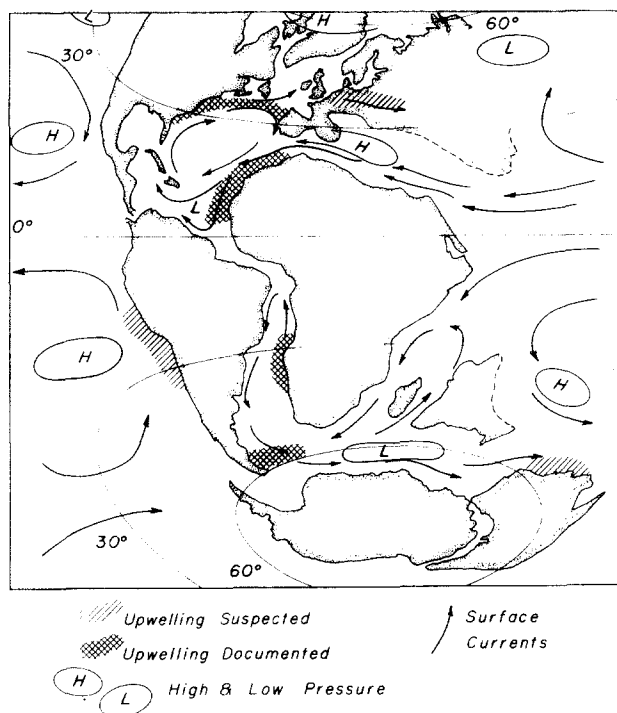 L
H
60°
30°
L
H
H
L
0°
H
H
L
30°
60°
Upwelling Suspected
Surface
Currents
Upwelling Documented
H
L
High & Low Pressure